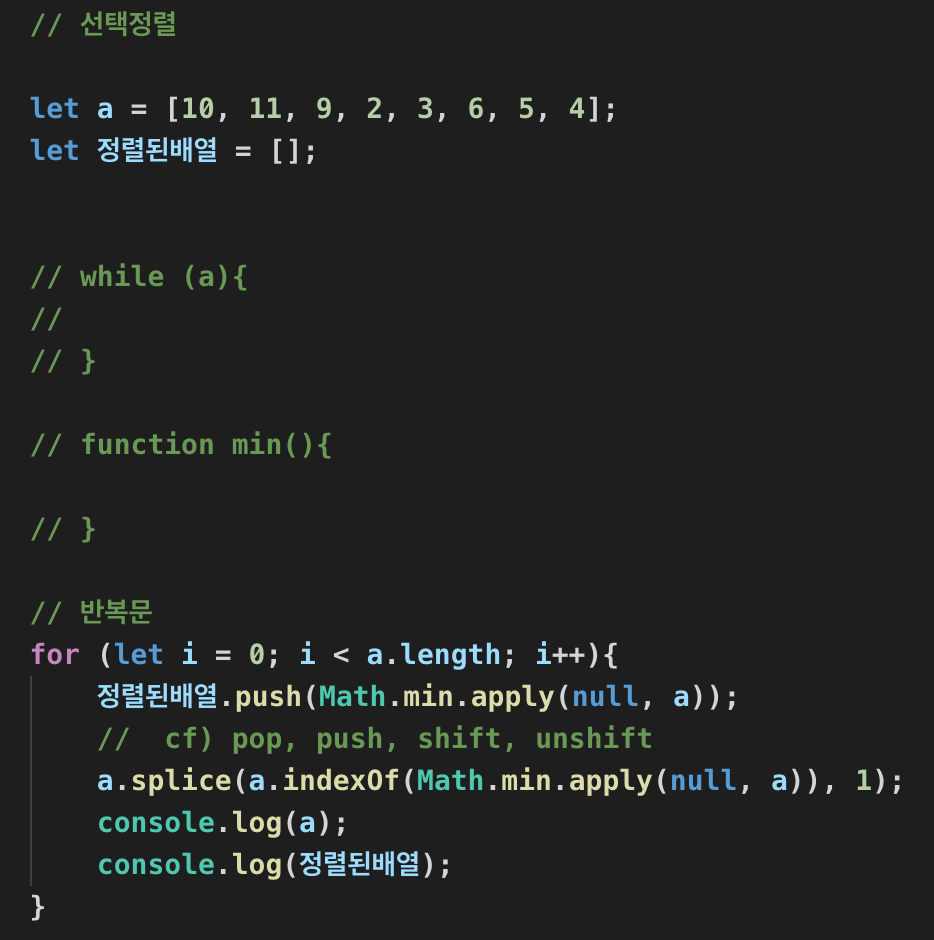 // 선택정렬
let a = [10, 11, 9, 2, 3, 6, 5, 4];
let 정렬된배열 = [];
// while (a){
//
// }
// function min(){
// }
// 반복문
for (let i = 0; i < a.length; i++){
    정렬된배열.push(Math.min.apply(null, a));
    //  cf) pop, push, shift, unshift
    a.splice(a.indexOf(Math.min.apply(null, a)), 1);
    console.log(a);
    console.log(정렬된배열);
}